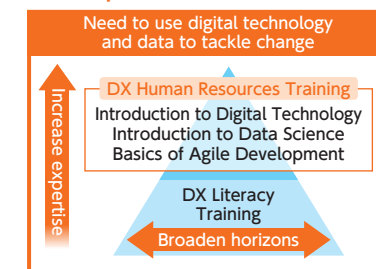 Need to use digital technology
and data to tackle change
Increase expertise
DX Human Resources Training
Introduction to Digital Technology
Introduction to Data Science
Basics of Agile Development
DX Literacy
Training
Broaden horizons